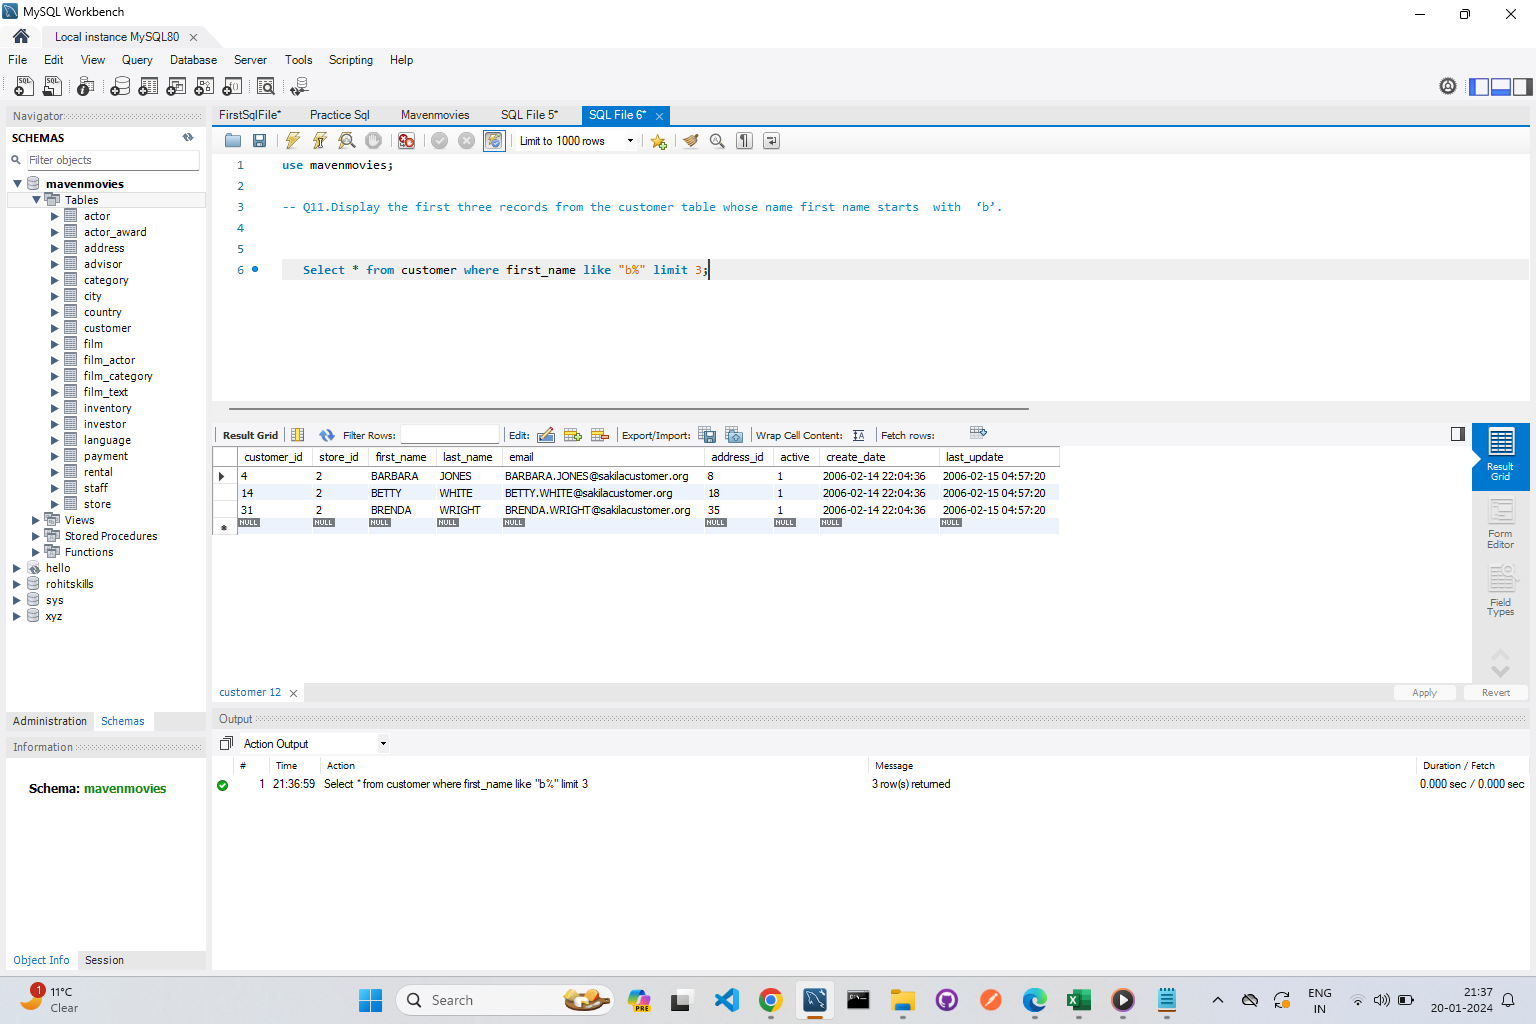 MySQL Workbench
Local instance MySQL80
File Edit View Query Database Server Tools Scripting Help
Navigator
SCHEMAS
Filter objects
mavenmovies
Tables
actor
actor_award
address
advisor
category
city
country
customer
film
film_actor
film_category
film_text
inventory
investor
language
payment
rental
staff
store
Views
Stored Procedures
Functions
hello
rohitskills
sys
xyz
Administration Schemas
Information
Schema: mavenmovies
Object Info Session
FirstSqlFile* Practice Sql Mavenmovies SQL File 5* SQL File 6*
Limit to 1000 rows
1 use mavenmovies;
2
3 -- Q11.Display the first three records from the customer table whose name first name starts  with  ‘b’.
4
5
6 Select * from customer where first_name like "b%" limit 3;
Result Grid Filter Rows: Edit: Export/Import: Wrap Cell Content: Fetch rows:
customer_id store_id first_name last_name email address_id active create_date last_update
4 2 BARBARA JONES BARBARA.JONES@sakilacustomer.org 8 1 2006-02-14 22:04:36 2006-02-15 04:57:20
14 2 BETTY WHITE BETTY.WHITE@sakilacustomer.org 18 1 2006-02-14 22:04:36 2006-02-15 04:57:20
31 2 BRENDA WRIGHT BRENDA.WRIGHT@sakilacustomer.org 35 1 2006-02-14 22:04:36 2006-02-15 04:57:20
NULL NULL NULL NULL NULL NULL NULL NULL NULL
Result
Grid
Form
Editor
Field
Types
customer 12 Apply Revert
Output
Action Output
# Time Action Message Duration / Fetch
1 21:36:59 Select * from customer where first_name like "b%" limit 3 3 row(s) returned 0.000 sec / 0.000 sec
1 11°C
Clear
Search
PRE
ENG
IN
21:37
20-01-2024